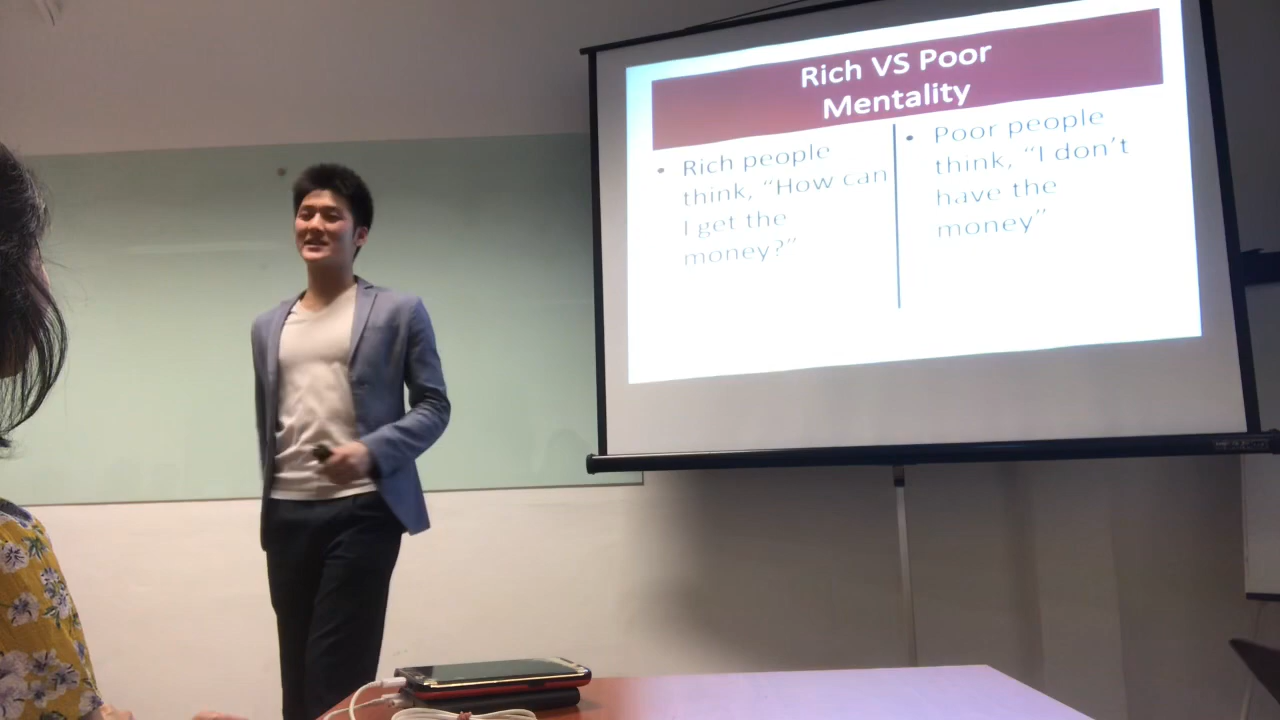 Rich VS Poor
Mentality
• Rich people
think, “How can
I get the
money?”
• Poor people
think, “I don’t
have the
money”